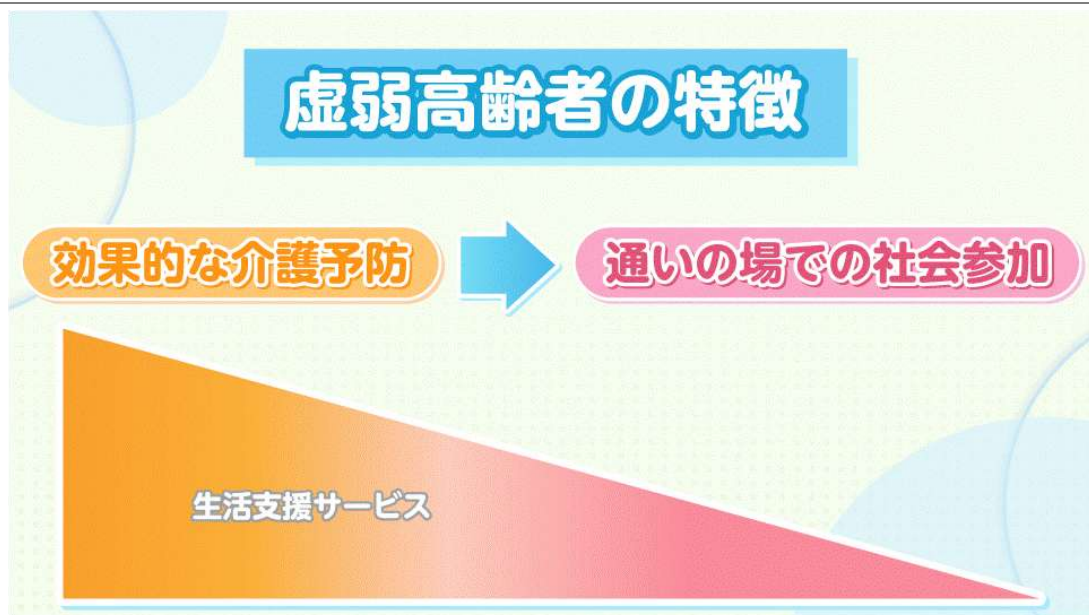 虚弱高齢者の特徴
効果的な介護予防
通いの場での社会参加
生活支援サービス